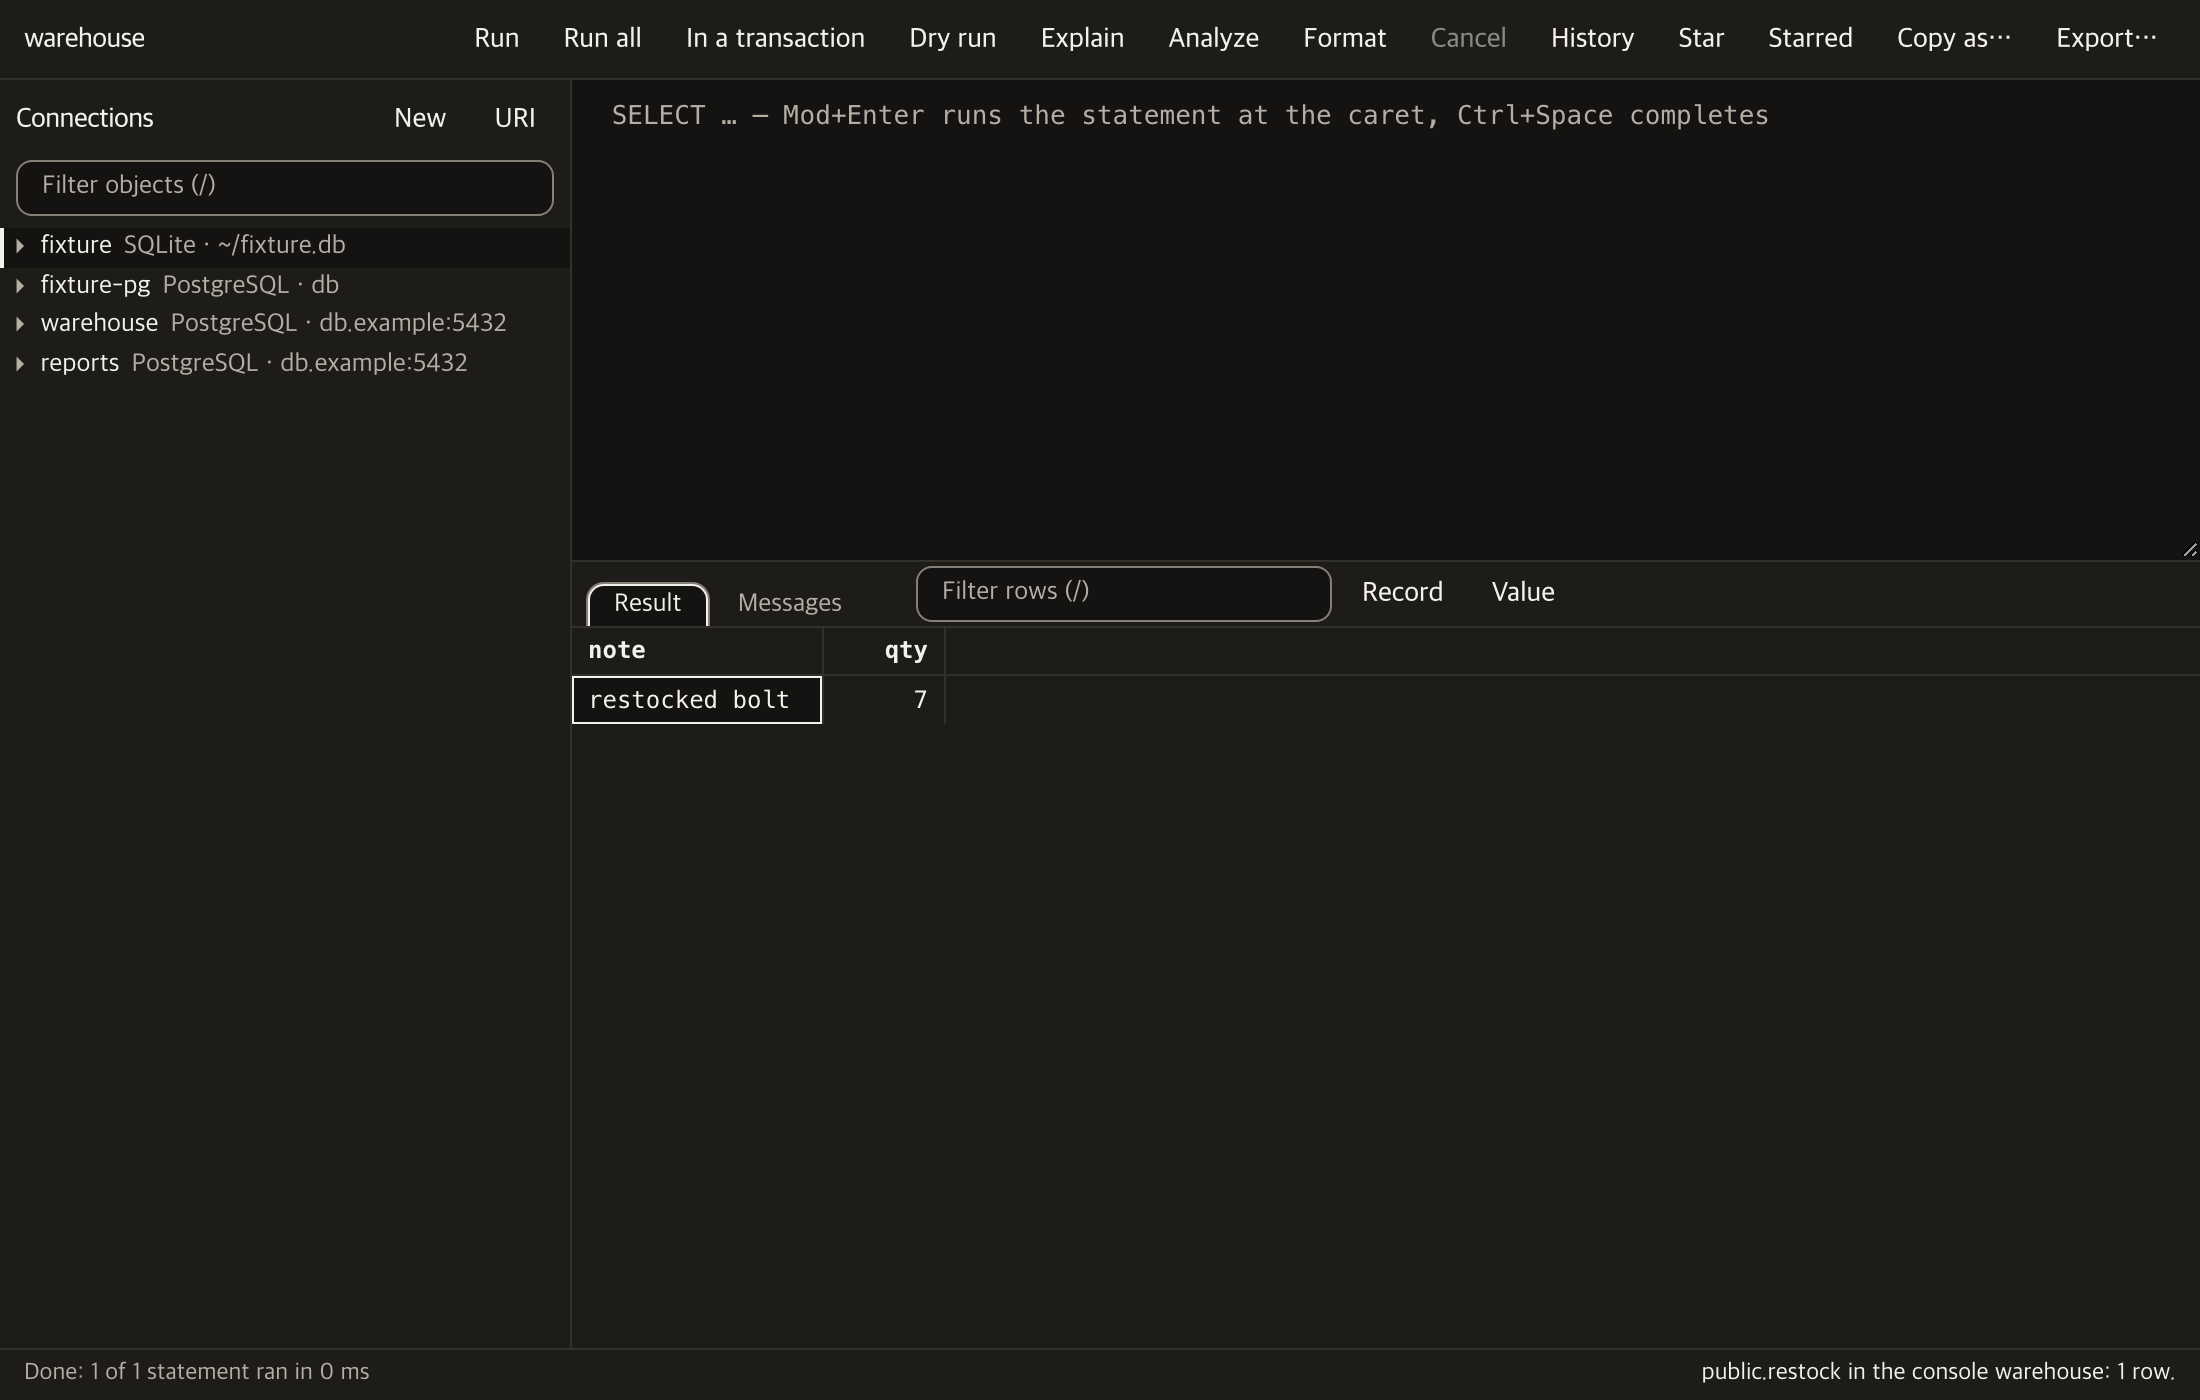 warehouse Run Run all In a transaction Dry run Explain Analyze Format Cancel History Star Starred Copy as… Export…
Connections New URI
Filter objects (/)
fixture SQLite · ~/fixture.db
fixture-pg PostgreSQL · db
warehouse PostgreSQL · db.example:5432
reports PostgreSQL · db.example:5432
SELECT … — Mod+Enter runs the statement at the caret, Ctrl+Space completes
Result Messages Filter rows (/) Record Value
note qty
restocked bolt 7
Done: 1 of 1 statement ran in 0 ms
public.restock in the console warehouse: 1 row.